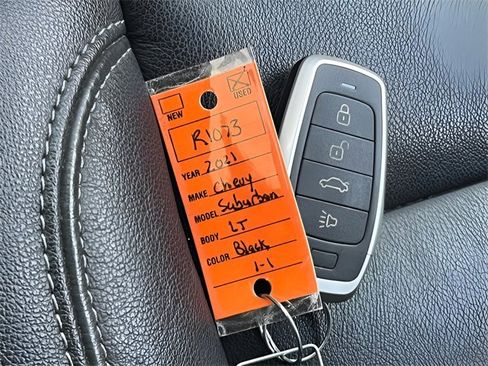 NEW
USED
R1073
YEAR 2021
MAKE Chevy
MODEL Suburban
BODY LT
COLOR Black
1-1